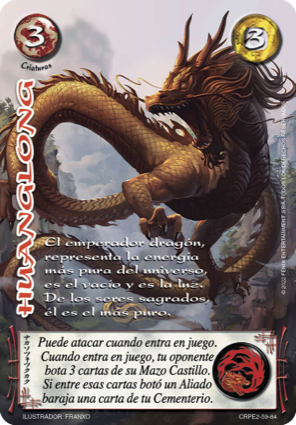 3
3
Criaturas
HUANGLONG
El emperador dragón,
representa la energía
más pura del universo,
es el vacío y es la luz.
De los seres sagrados
él es el más puro.
Puede atacar cuando entra en juego.
Cuando entra en juego, tu oponente
bota 3 cartas de su Mazo Castillo.
Si entre esas cartas botó un Aliado
baraja una carta de tu Cementerio.
ILUSTRADOR: FRANXO
CRPE2-59-84